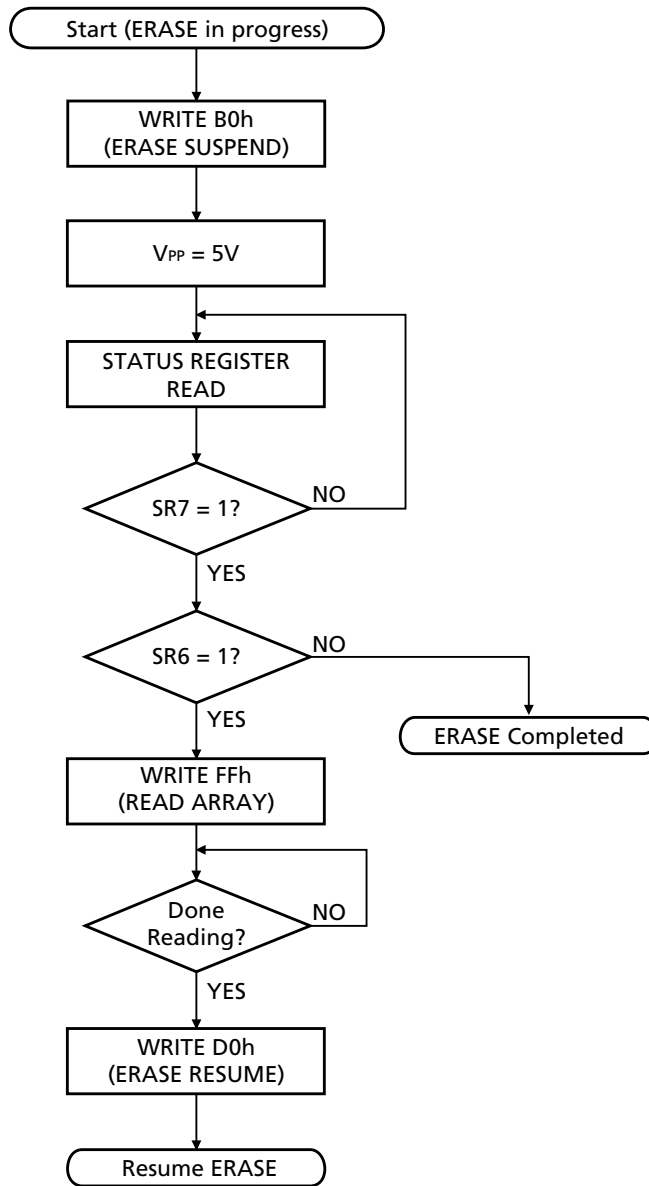 Start (ERASE in progress)
WRITE B0h
(ERASE SUSPEND)
VPP = 5V
STATUS REGISTER
READ
SR7 = 1?
NO
YES
SR6 = 1?
NO
YES
ERASE Completed
WRITE FFh
(READ ARRAY)
Done
Reading?
NO
YES
WRITE D0h
(ERASE RESUME)
Resume ERASE